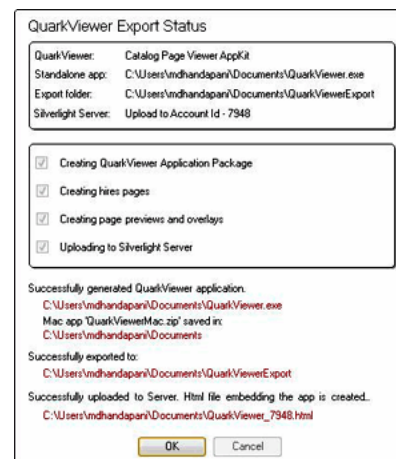 QuarkViewer Export Status
QuarkViewer: Catalog Page Viewer AppKit
Standalone app: C:\Users\mdhandapani\Documents\QuarkViewer.exe
Export folder: C:\Users\mdhandapani\Documents\QuarkViewerExport
Silverlight Server: Upload to Account Id - 7948
Creating QuarkViewer Application Package
Creating hires pages
Creating page previews and overlays
Uploading to Silverlight Server
Successfully generated QuarkViewer application.
C:\Users\mdhandapani\Documents\QuarkViewer.exe
Mac app 'QuarkViewerMac.zip' saved in:
C:\Users\mdhandapani\Documents
Successfully exported to:
C:\Users\mdhandapani\Documents\QuarkViewerExport
Successfully uploaded to Server. Html file embedding the app is created..
C:\Users\mdhandapani\Documents\QuarkViewer_7948.html
OK Cancel